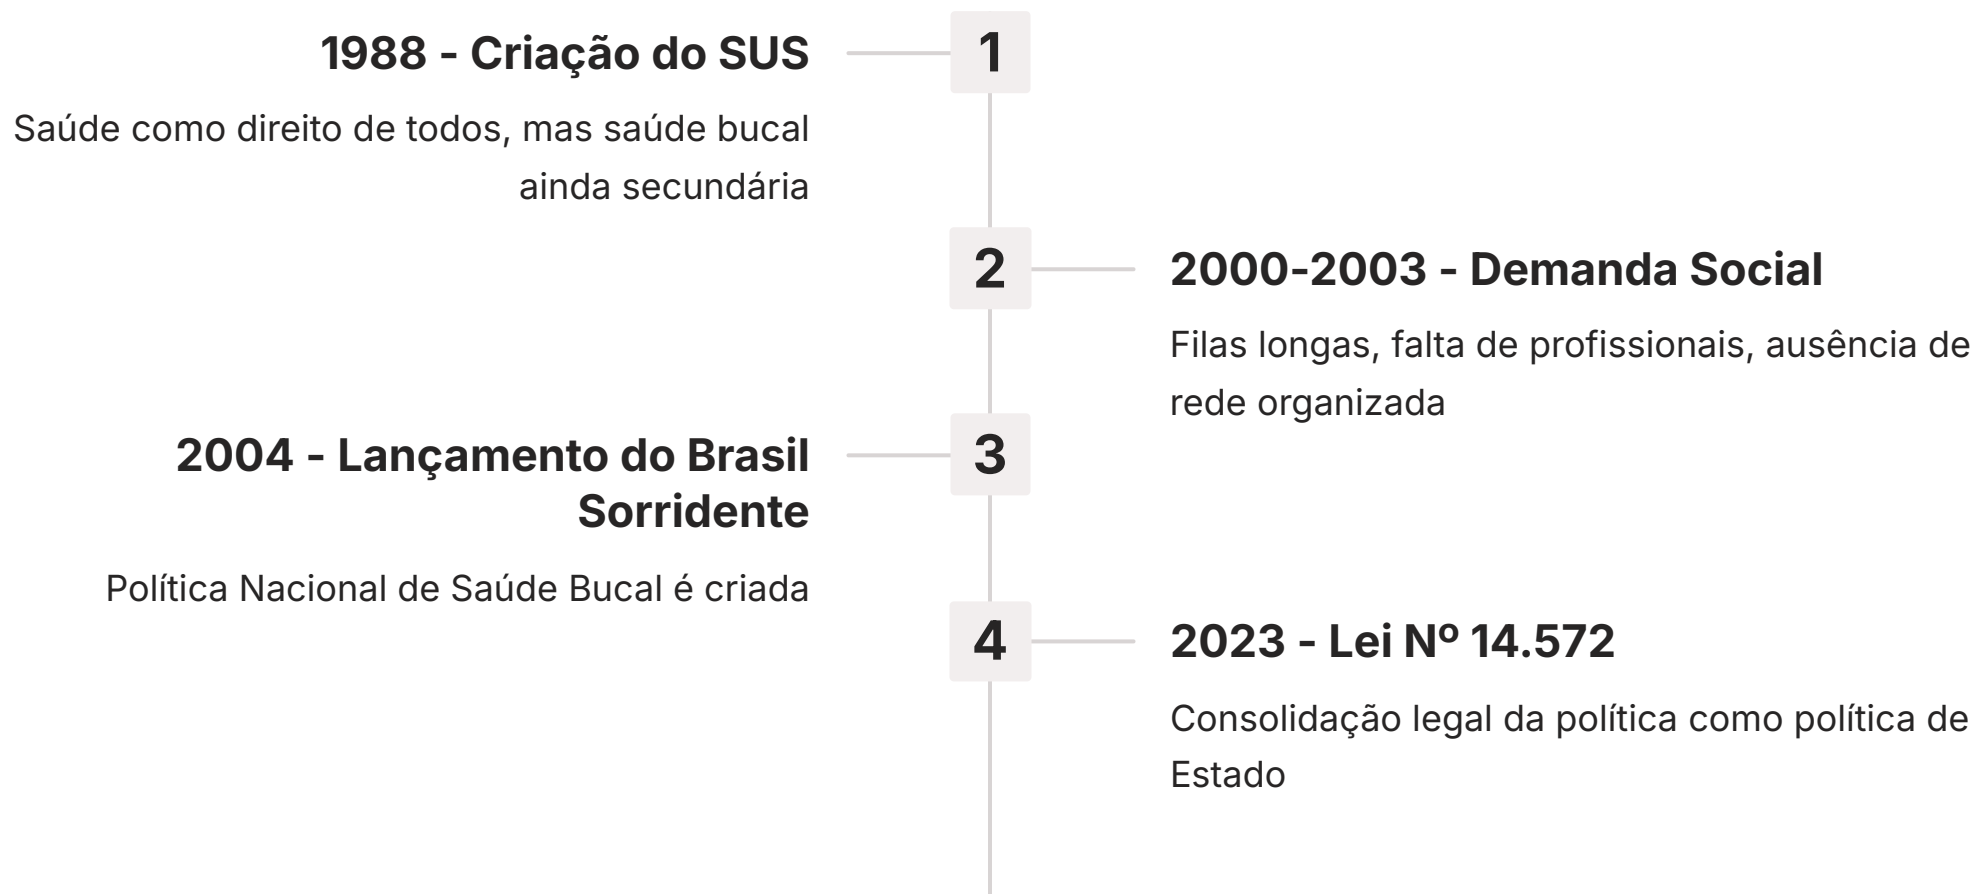 1988 - Criação do SUS
1
Saúde como direito de todos, mas saúde bucal
ainda secundária
2
2000-2003 - Demanda Social
Filas longas, falta de profissionais, ausência de
rede organizada
2004 - Lançamento do Brasil
Sorridente
3
Política Nacional de Saúde Bucal é criada
4
2023 - Lei Nº 14.572
Consolidação legal da política como política de
Estado